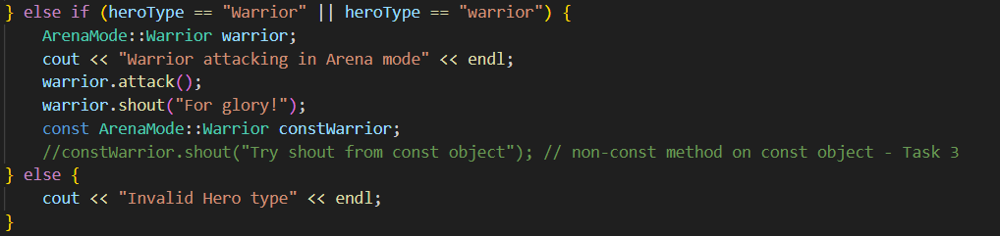 } else if (heroType == "Warrior" || heroType == "warrior") {
    ArenaMode::Warrior warrior;
    cout << "Warrior attacking in Arena mode" << endl;
    warrior.attack();
    warrior.shout("For glory!");
    const ArenaMode::Warrior constWarrior;
    //constWarrior.shout("Try shout from const object"); // non-const method on const object - Task 3
} else {
    cout << "Invalid Hero type" << endl;
}